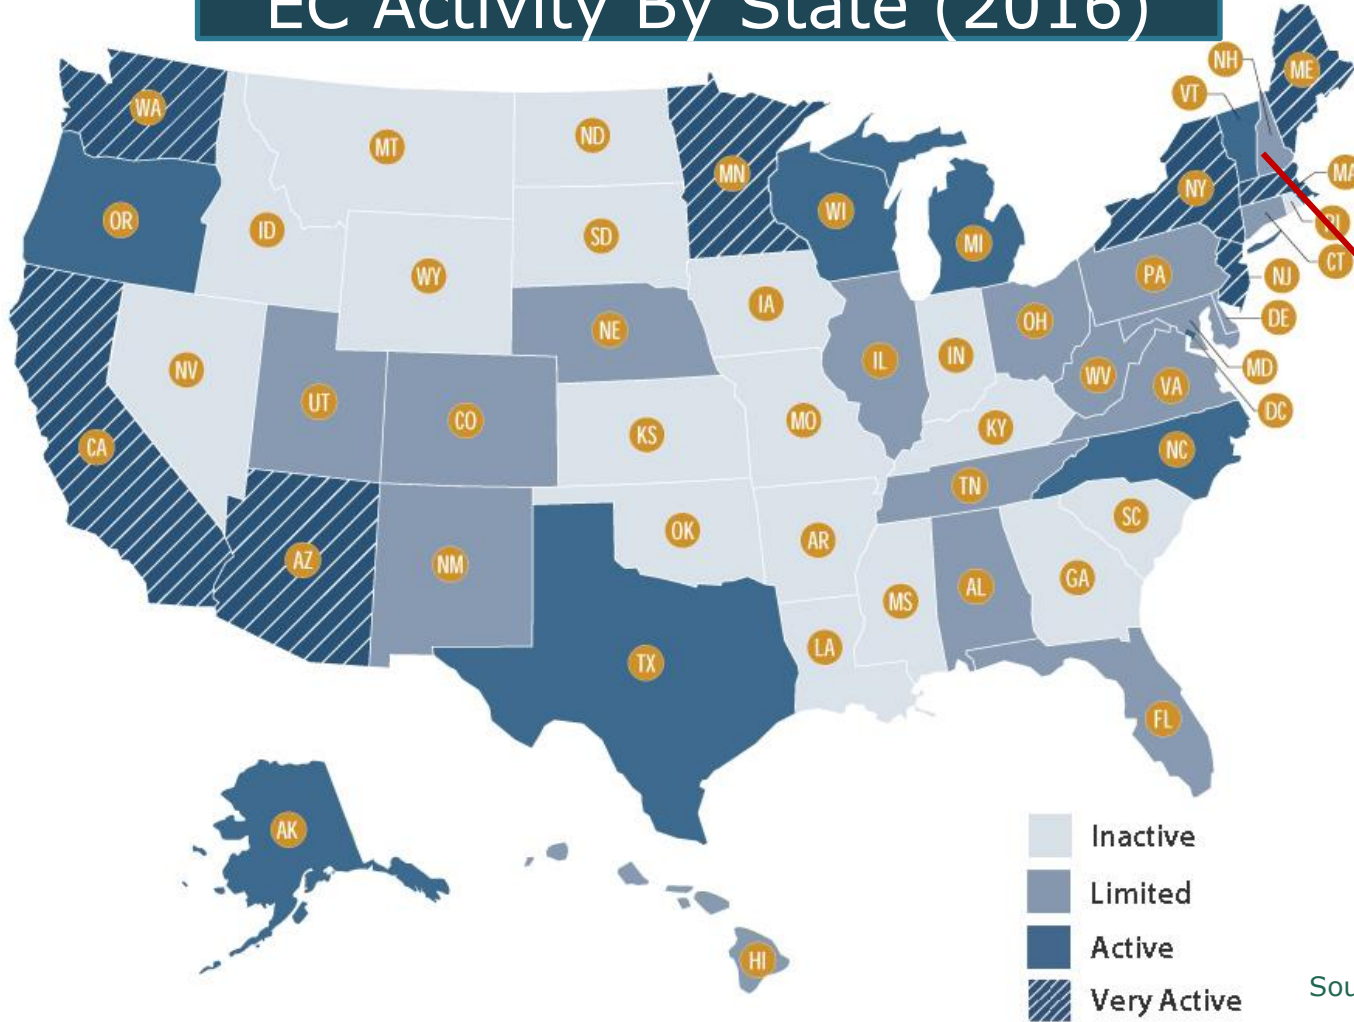 EC Activity By State (2016)
NH
ME
VT
WA
MT
ND
MN
MA
NY
OR
ID
SD
WI
RI
MI
CT
WY
PA
NJ
IA
NE
OH
DE
NV
IN
IL
MD
WV
VA
UT
CO
DC
MO
KS
KY
CA
NC
TN
SC
OK
AR
AZ
NM
GA
AL
MS
LA
TX
FL
AK
HI
Inactive
Limited
Active
Very Active
Sou